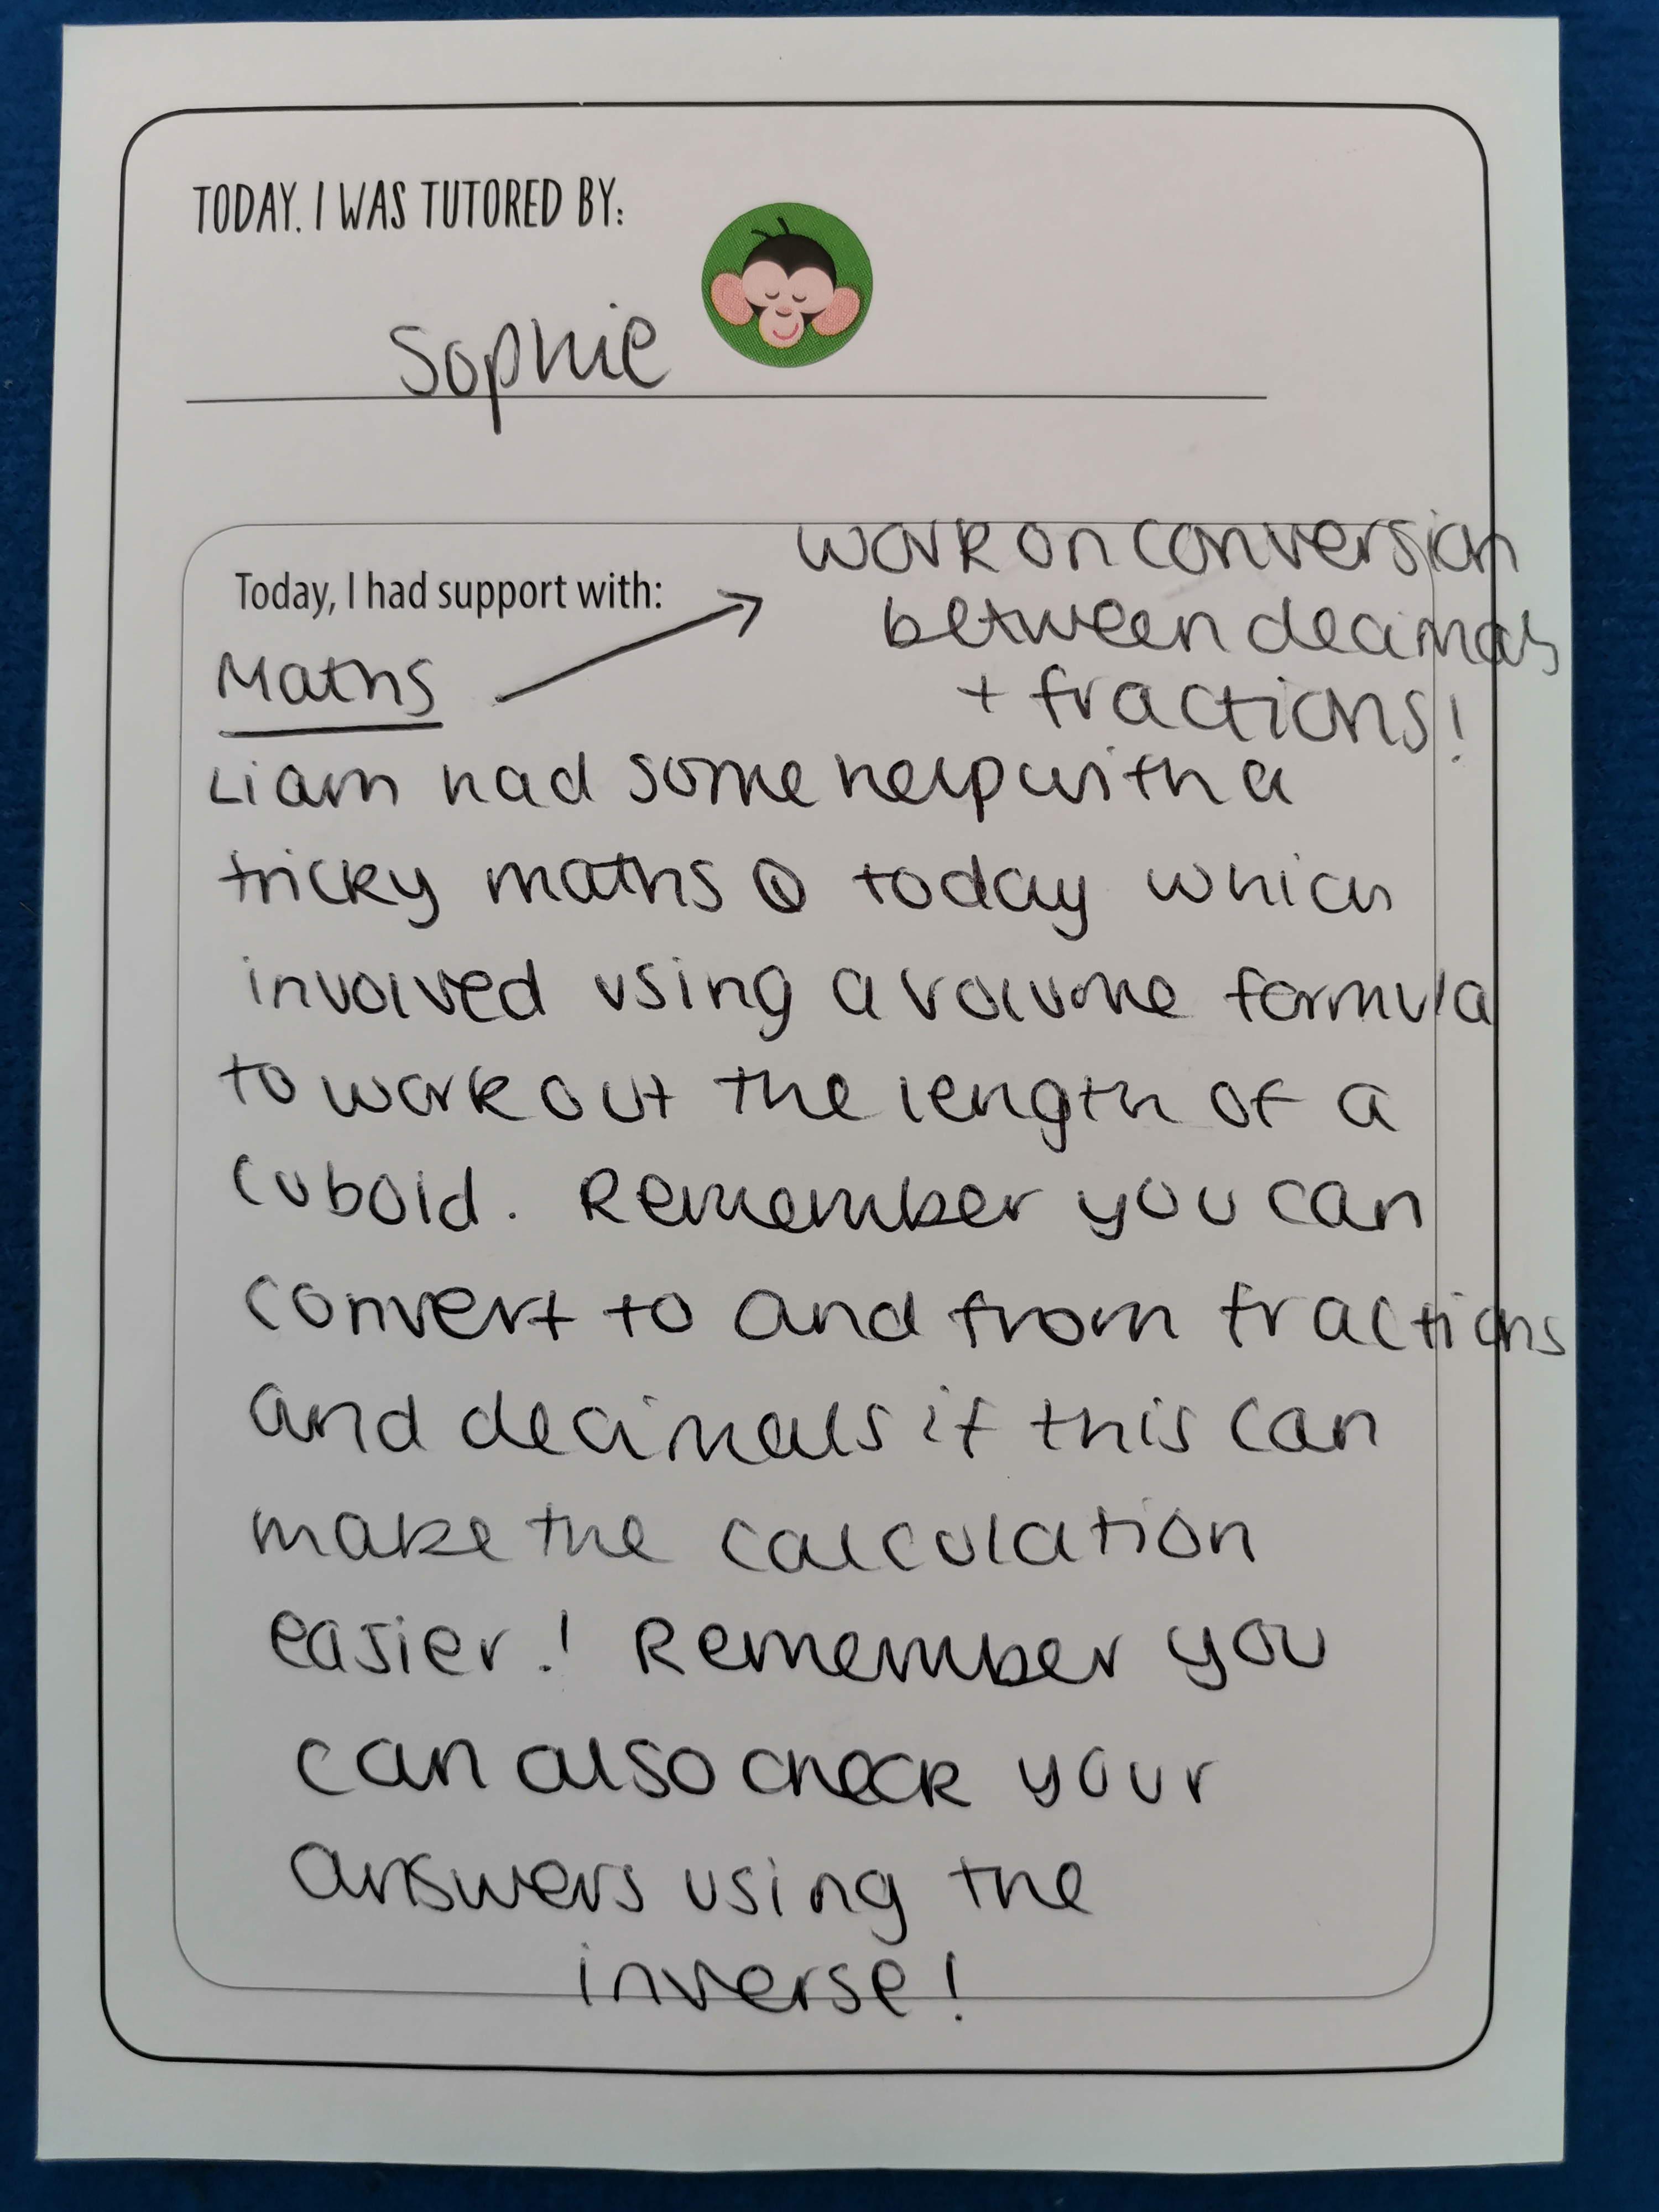 TODAY. I WAS TUTORED BY:
Sophie
Today, I had support with:
work on conversion
between decimals
+ fractions!
Maths
Liam had some help with a
tricky maths Q today which
involved using a volume formula
to work out the length of a
cuboid. Remember you can
convert to and from fractions
and decimals if this can
make the calculation
easier! Remember you
can also check your
answers using the
inverse!